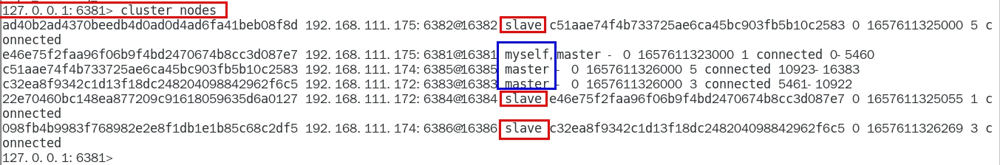 127.0.0.1:6381> cluster nodes
ad40b2ad4370beedb4d0ad0d4ad6fa41beb08f8d 192.168.111.175:6382@16382 slave c51aae74f4b733725ae6ca45bc903fb5b10c2583 0 1657611325000 5 c
onnected
e46e75f2faa96f06b9f4bd2470674b8cc3d087e7 192.168.111.175:6381@16381 myself,master - 0 1657611323000 1 connected 0-5460
c51aae74f4b733725ae6ca45bc903fb5b10c2583 192.168.111.174:6385@16385 master - 0 1657611326000 5 connected 10923-16383
c32ea8f9342c1d13f18dc248204098842962f6c5 192.168.111.172:6383@16383 master - 0 1657611326000 3 connected 5461-10922
22e70460bc148ea877209c91618059635d6a0127 192.168.111.172:6384@16384 slave e46e75f2faa96f06b9f4bd2470674b8cc3d087e7 0 1657611325055 1 c
onnected
098fb4b9983f768982e2e8f1db1e1b85c68c2df5 192.168.111.174:6386@16386 slave c32ea8f9342c1d13f18dc248204098842962f6c5 0 1657611326269 3 c
onnected
127.0.0.1:6381>